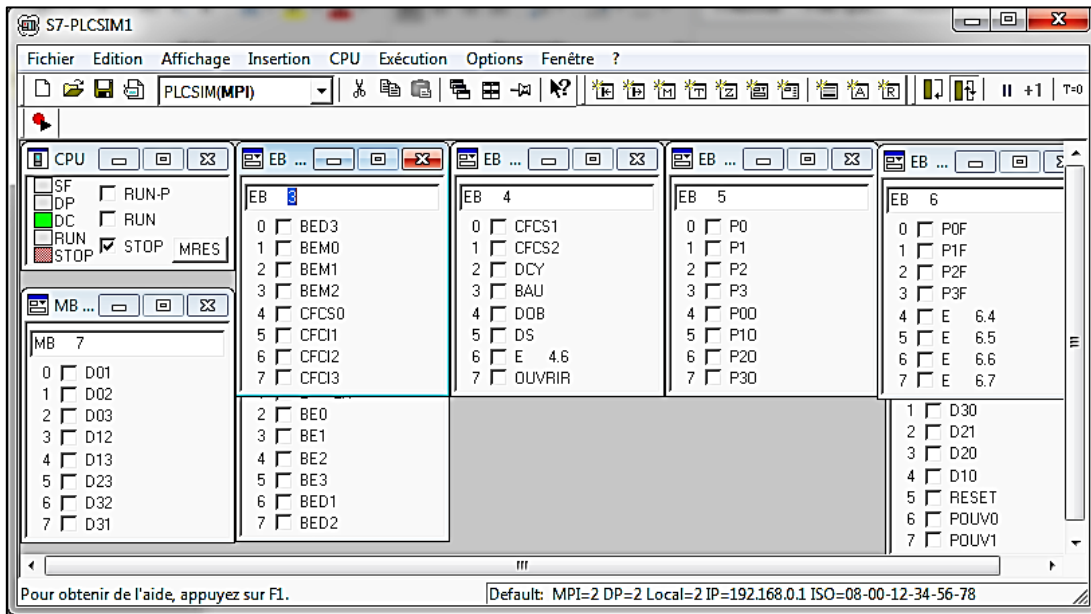 S7-PLCSIM1
Fichier Edition Affichage Insertion CPU Exécution Options Fenêtre ?
PLCSIM(MPI)
+1 T=0
CPU
SF
DP
DC
RUN
STOP
RUN-P
RUN
STOP
MRES
EB ...
EB 3
0 BED3
1 BEM0
2 BEM1
3 BEM2
4 CFCS0
5 CFCI1
6 CFCI2
7 CFCI3
EB ...
EB 4
0 CFCS1
1 CFCS2
2 DCY
3 BAU
4 DOB
5 DS
6 E 4.6
7 OUVRIR
EB ...
EB 5
0 P0
1 P1
2 P2
3 P3
4 P00
5 P10
6 P20
7 P30
EB ...
EB 6
0 P0F
1 P1F
2 P2F
3 P3F
4 E 6.4
5 E 6.5
6 E 6.6
7 E 6.7
MB ...
MB 7
0 D01
1 D02
2 D03
3 D12
4 D13
5 D23
6 D32
7 D31
2 BE0
3 BE1
4 BE2
5 BE3
6 BED1
7 BED2
1 D30
2 D21
3 D20
4 D10
5 RESET
6 POUV0
7 POUV1
Pour obtenir de l'aide, appuyez sur F1.
Default: MPI=2 DP=2 Local=2 IP=192.168.0.1 ISO=08-00-12-34-56-78